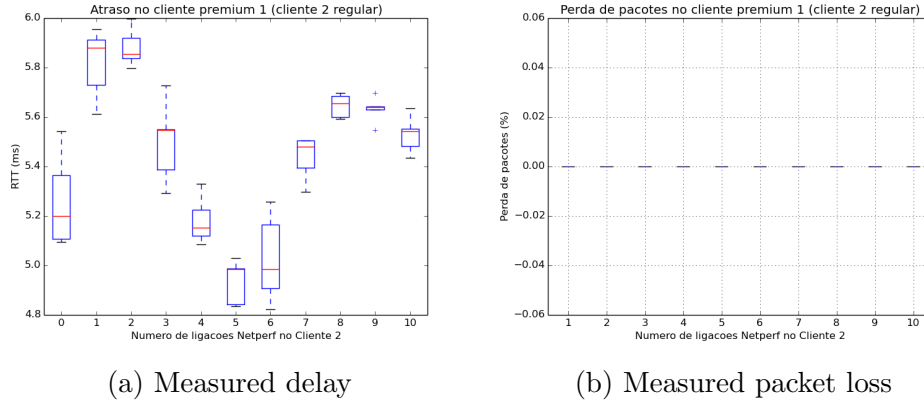 Atraso no cliente premium 1 (cliente 2 regular)
6.0
5.8
5.6
5.4
5.2
5.0
4.8
RTT (ms)
0 1 2 3 4 5 6 7 8 9 10
Numero de ligacoes Netperf no Cliente 2
(a) Measured delay
Perda de pacotes no cliente premium 1 (cliente 2 regular)
0.06
0.04
0.02
0.00
−0.02
−0.04
−0.06
Perda de pacotes (%)
1 2 3 4 5 6 7 8 9 10
Numero de ligacoes Netperf no Cliente 2
(b) Measured packet loss